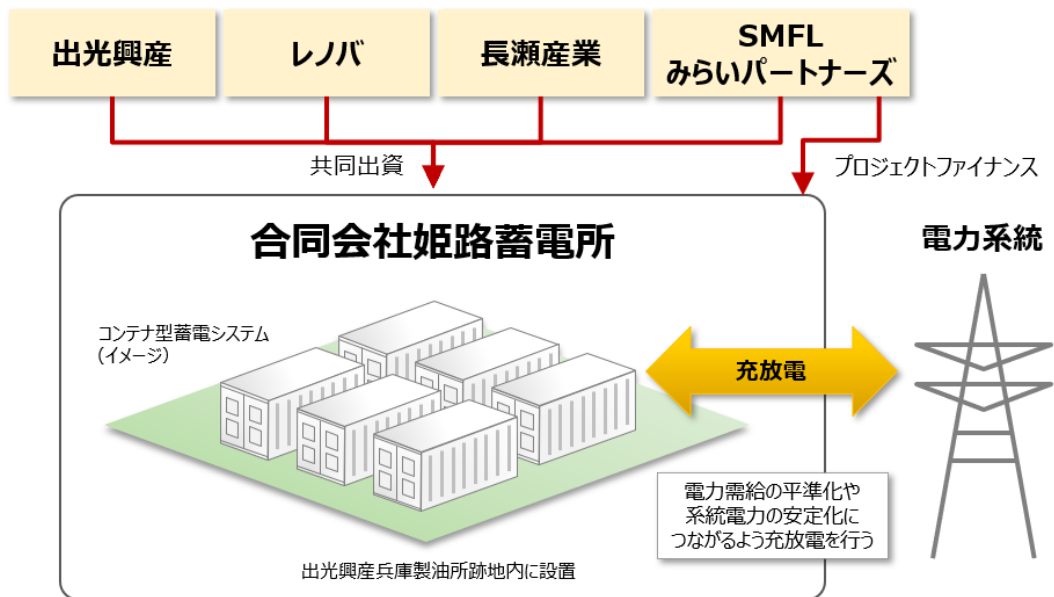 出光興産
レノバ
長瀬産業
SMFL
みらいパートナーズ
共同出資
プロジェクトファイナンス
合同会社姫路蓄電所
電力系統
コンテナ型蓄電システム
（イメージ）
充放電
電力需給の平準化や
系統電力の安定化に
つながるよう充放電を行う
出光興産兵庫製油所跡地内に設置